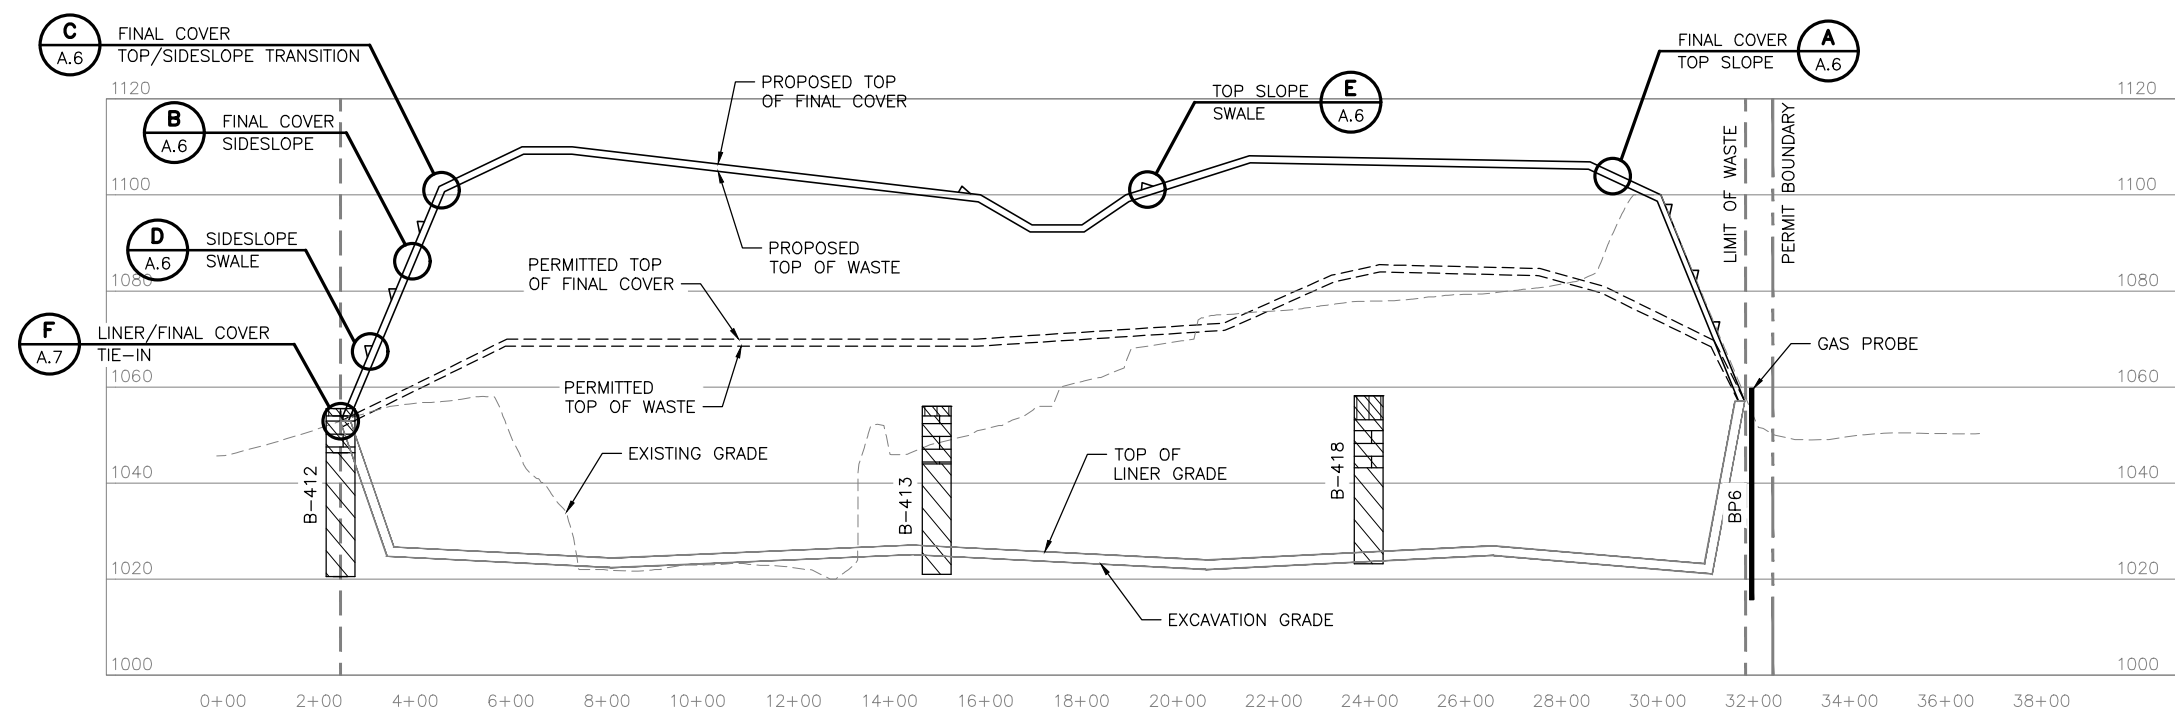 C
A.6
FINAL COVER
TOP/SIDESLOPE TRANSITION
B
A.6
FINAL COVER
SIDESLOPE
D
A.6
SIDESLOPE
SWALE
F
A.7
LINER/FINAL COVER
TIE-IN
PROPOSED TOP
OF FINAL COVER
PROPOSED
TOP OF WASTE
TOP SLOPE
SWALE
E
A.6
FINAL COVER
TOP SLOPE
A
A.6
PERMITTED TOP
OF FINAL COVER
PERMITTED
TOP OF WASTE
EXISTING GRADE
TOP OF
LINER GRADE
EXCAVATION GRADE
LIMIT OF WASTE
PERMIT BOUNDARY
GAS PROBE
B-412
B-413
B-418
BP6
1120
1100
1080
1060
1040
1020
1000
1120
1100
1080
1060
1040
1020
1000
0+00 2+00 4+00 6+00 8+00 10+00 12+00 14+00 16+00 18+00 20+00 22+00 24+00 26+00 28+00 30+00 32+00 34+00 36+00 38+00